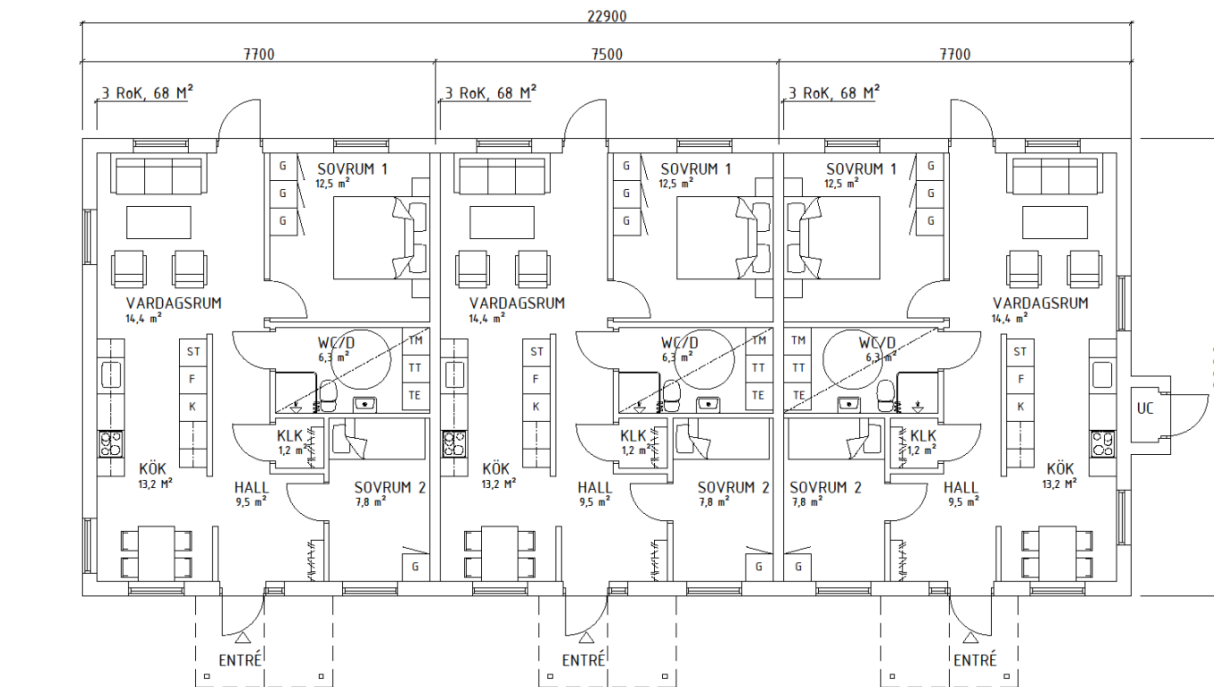 22900
7700
7500
7700
3 RoK, 68 M²
3 RoK, 68 M²
3 RoK, 68 M²
G
SOVRUM 1
12,5 m²
G
G
G
SOVRUM 1
12,5 m²
G
G
SOVRUM 1
12,5 m²
G
G
G
VARDAGSRUM
14,4 m²
VARDAGSRUM
14,4 m²
VARDAGSRUM
14,4 m²
ST
F
K
WC/D
6,3 m²
TM
TT
TE
ST
F
K
WC/D
6,3 m²
TM
TT
TE
TM
TT
TE
WC/D
6,3 m²
ST
F
K
UC
KLK
1,2 m²
KLK
1,2 m²
KLK
1,2 m²
KÖK
13,2 M²
HALL
9,5 m²
SOVRUM 2
7,8 m²
KÖK
13,2 M²
HALL
9,5 m²
SOVRUM 2
7,8 m²
SOVRUM 2
7,8 m²
HALL
9,5 m²
KÖK
13,2 M²
G
G
G
ENTRÉ
ENTRÉ
ENTRÉ